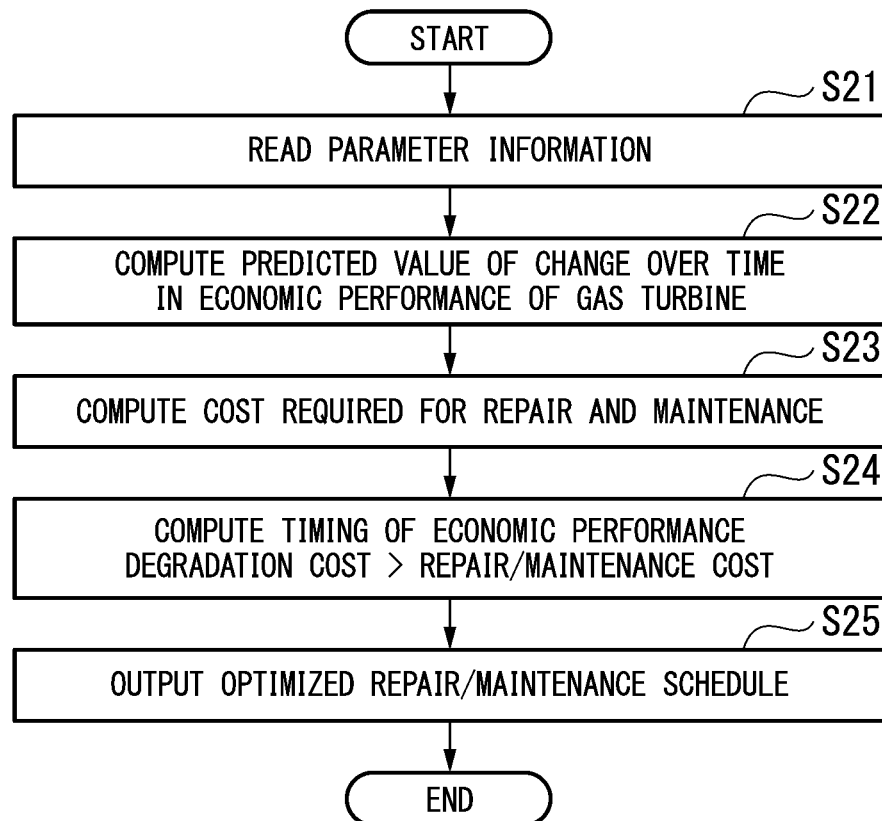 START
S21
READ PARAMETER INFORMATION
S22
COMPUTE PREDICTED VALUE OF CHANGE OVER TIME
IN ECONOMIC PERFORMANCE OF GAS TURBINE
S23
COMPUTE COST REQUIRED FOR REPAIR AND MAINTENANCE
S24
COMPUTE TIMING OF ECONOMIC PERFORMANCE
DEGRADATION COST > REPAIR/MAINTENANCE COST
S25
OUTPUT OPTIMIZED REPAIR/MAINTENANCE SCHEDULE
END